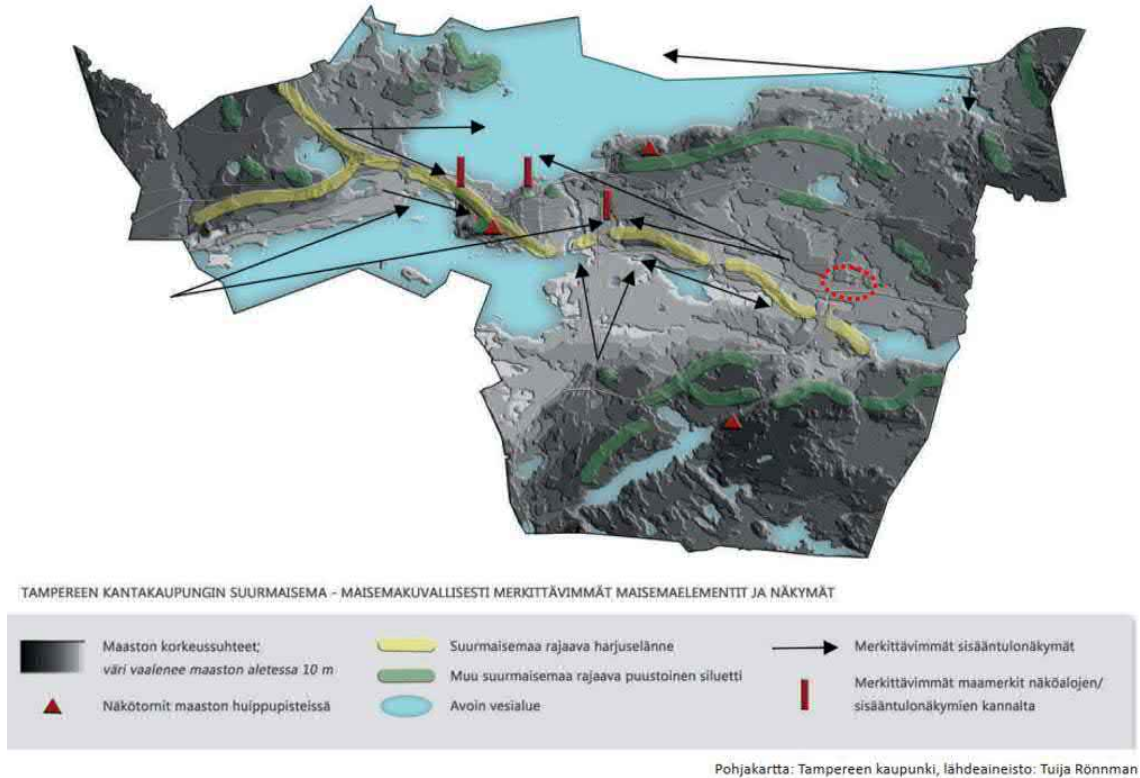 TAMPEREEN KANTAKAUPUNGIN SUURMAISEMA - MAISEMAKUVALLISESTI MERKITTÄVIMMÄT MAISEMAELEMENTIT JA NÄKYMÄT
Maaston korkeussuhteet;
väri vaalenee maaston aletessa 10 m
Näkötornit maaston huippupisteissä
Suurmaisemaa rajaava harjuselänne
Muu suurmaisemaa rajaava puustoinen siluetti
Avoin vesialue
Merkittävimmät sisääntulonäkymät
Merkittävimmät maamerkit näköalojen/
sisääntulonäkymien kannalta
Pohjakartta: Tampereen kaupunki, lähdeaineisto: Tuija Rönnman